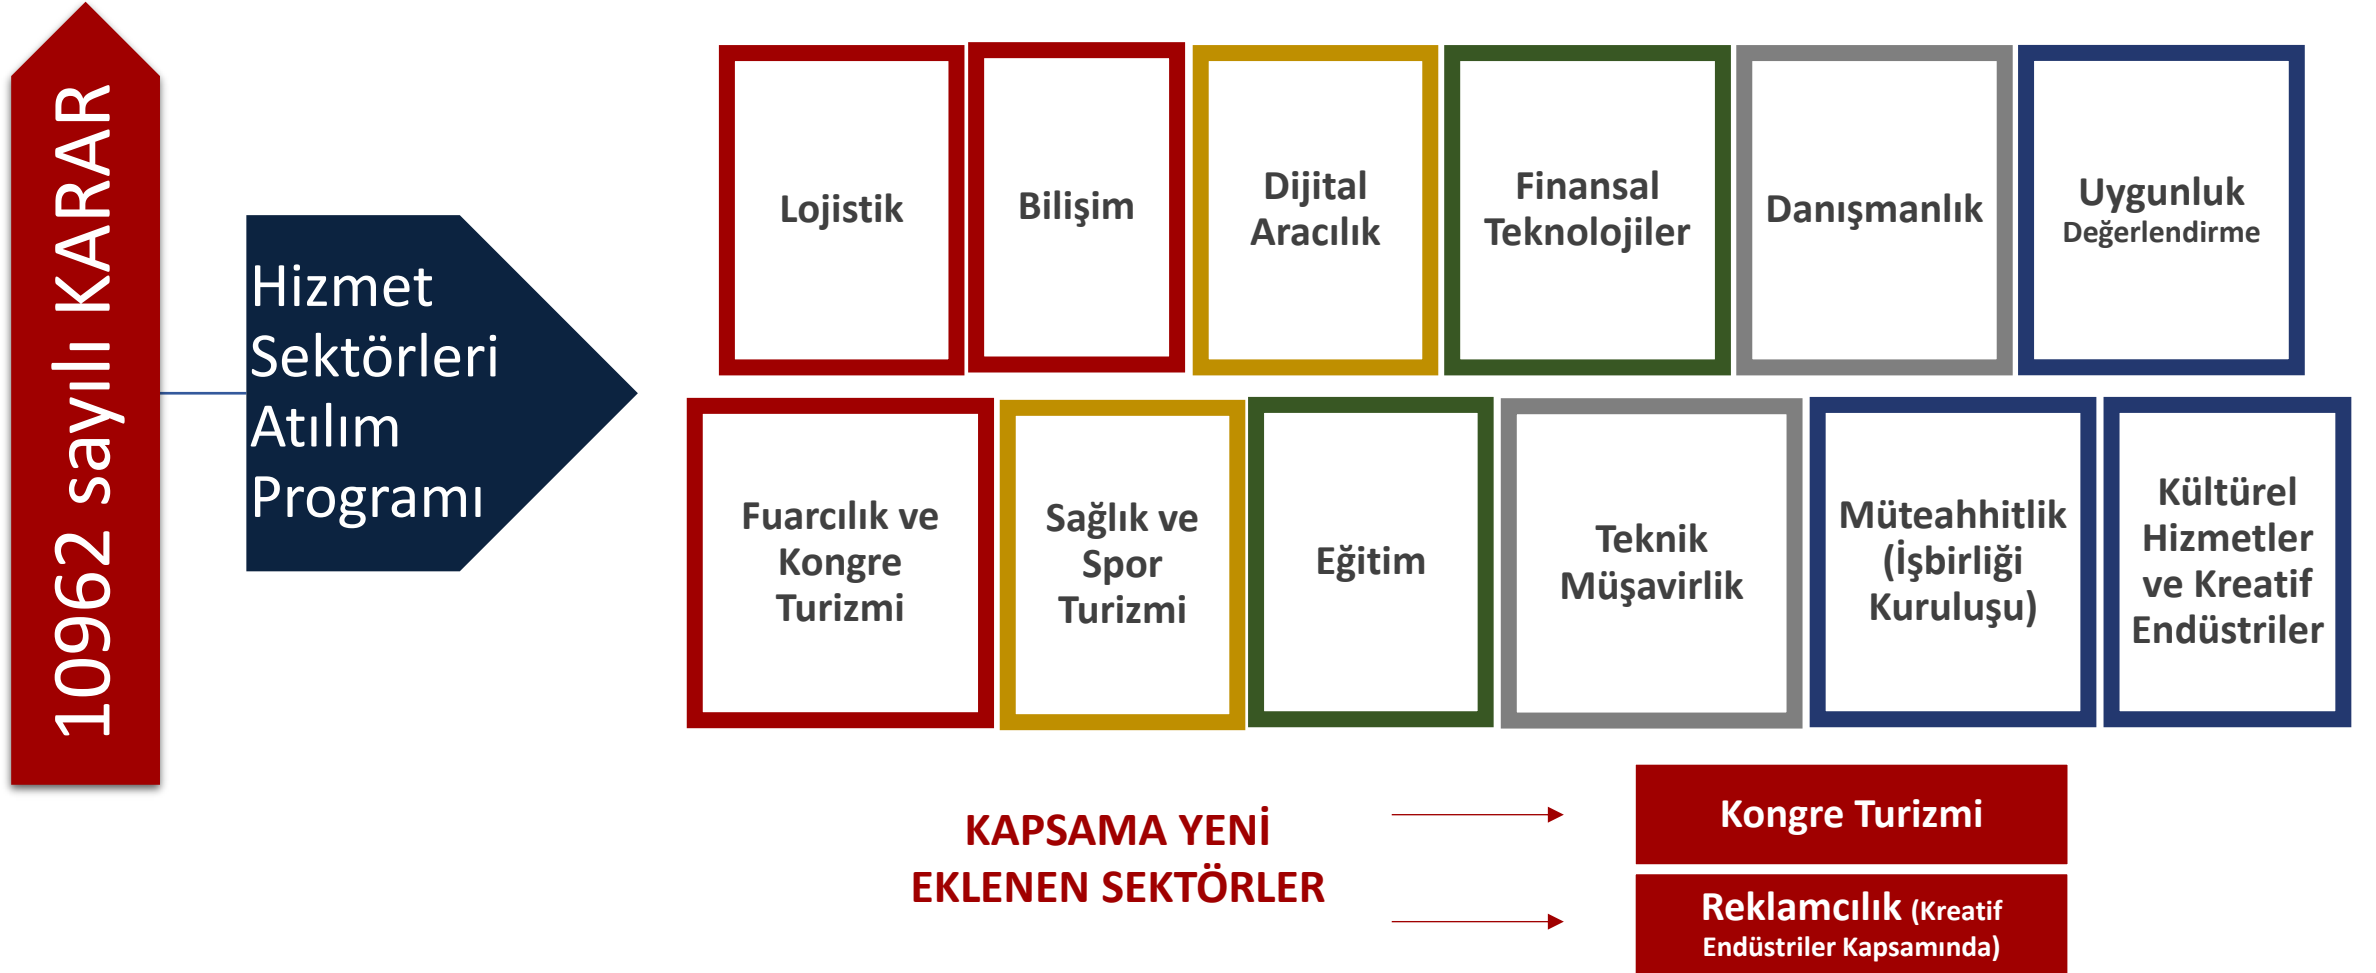 10962 sayılı KARAR
Hizmet
Sektörleri
Atılım
Programı
Lojistik
Bilişim
Dijital
Aracılık
Finansal
Teknolojiler
Danışmanlık
Uygunluk
Değerlendirme
Fuarcılık ve
Kongre
Turizmi
Sağlık ve
Spor
Turizmi
Eğitim
Teknik
Müşavirlik
Müteahhitlik
(İşbirliği
Kuruluşu)
Kültürel
Hizmetler
ve Kreatif
Endüstriler
KAPSAMA YENİ
EKLENEN SEKTÖRLER
Kongre Turizmi
Reklamcılık (Kreatif
Endüstriler Kapsamında)